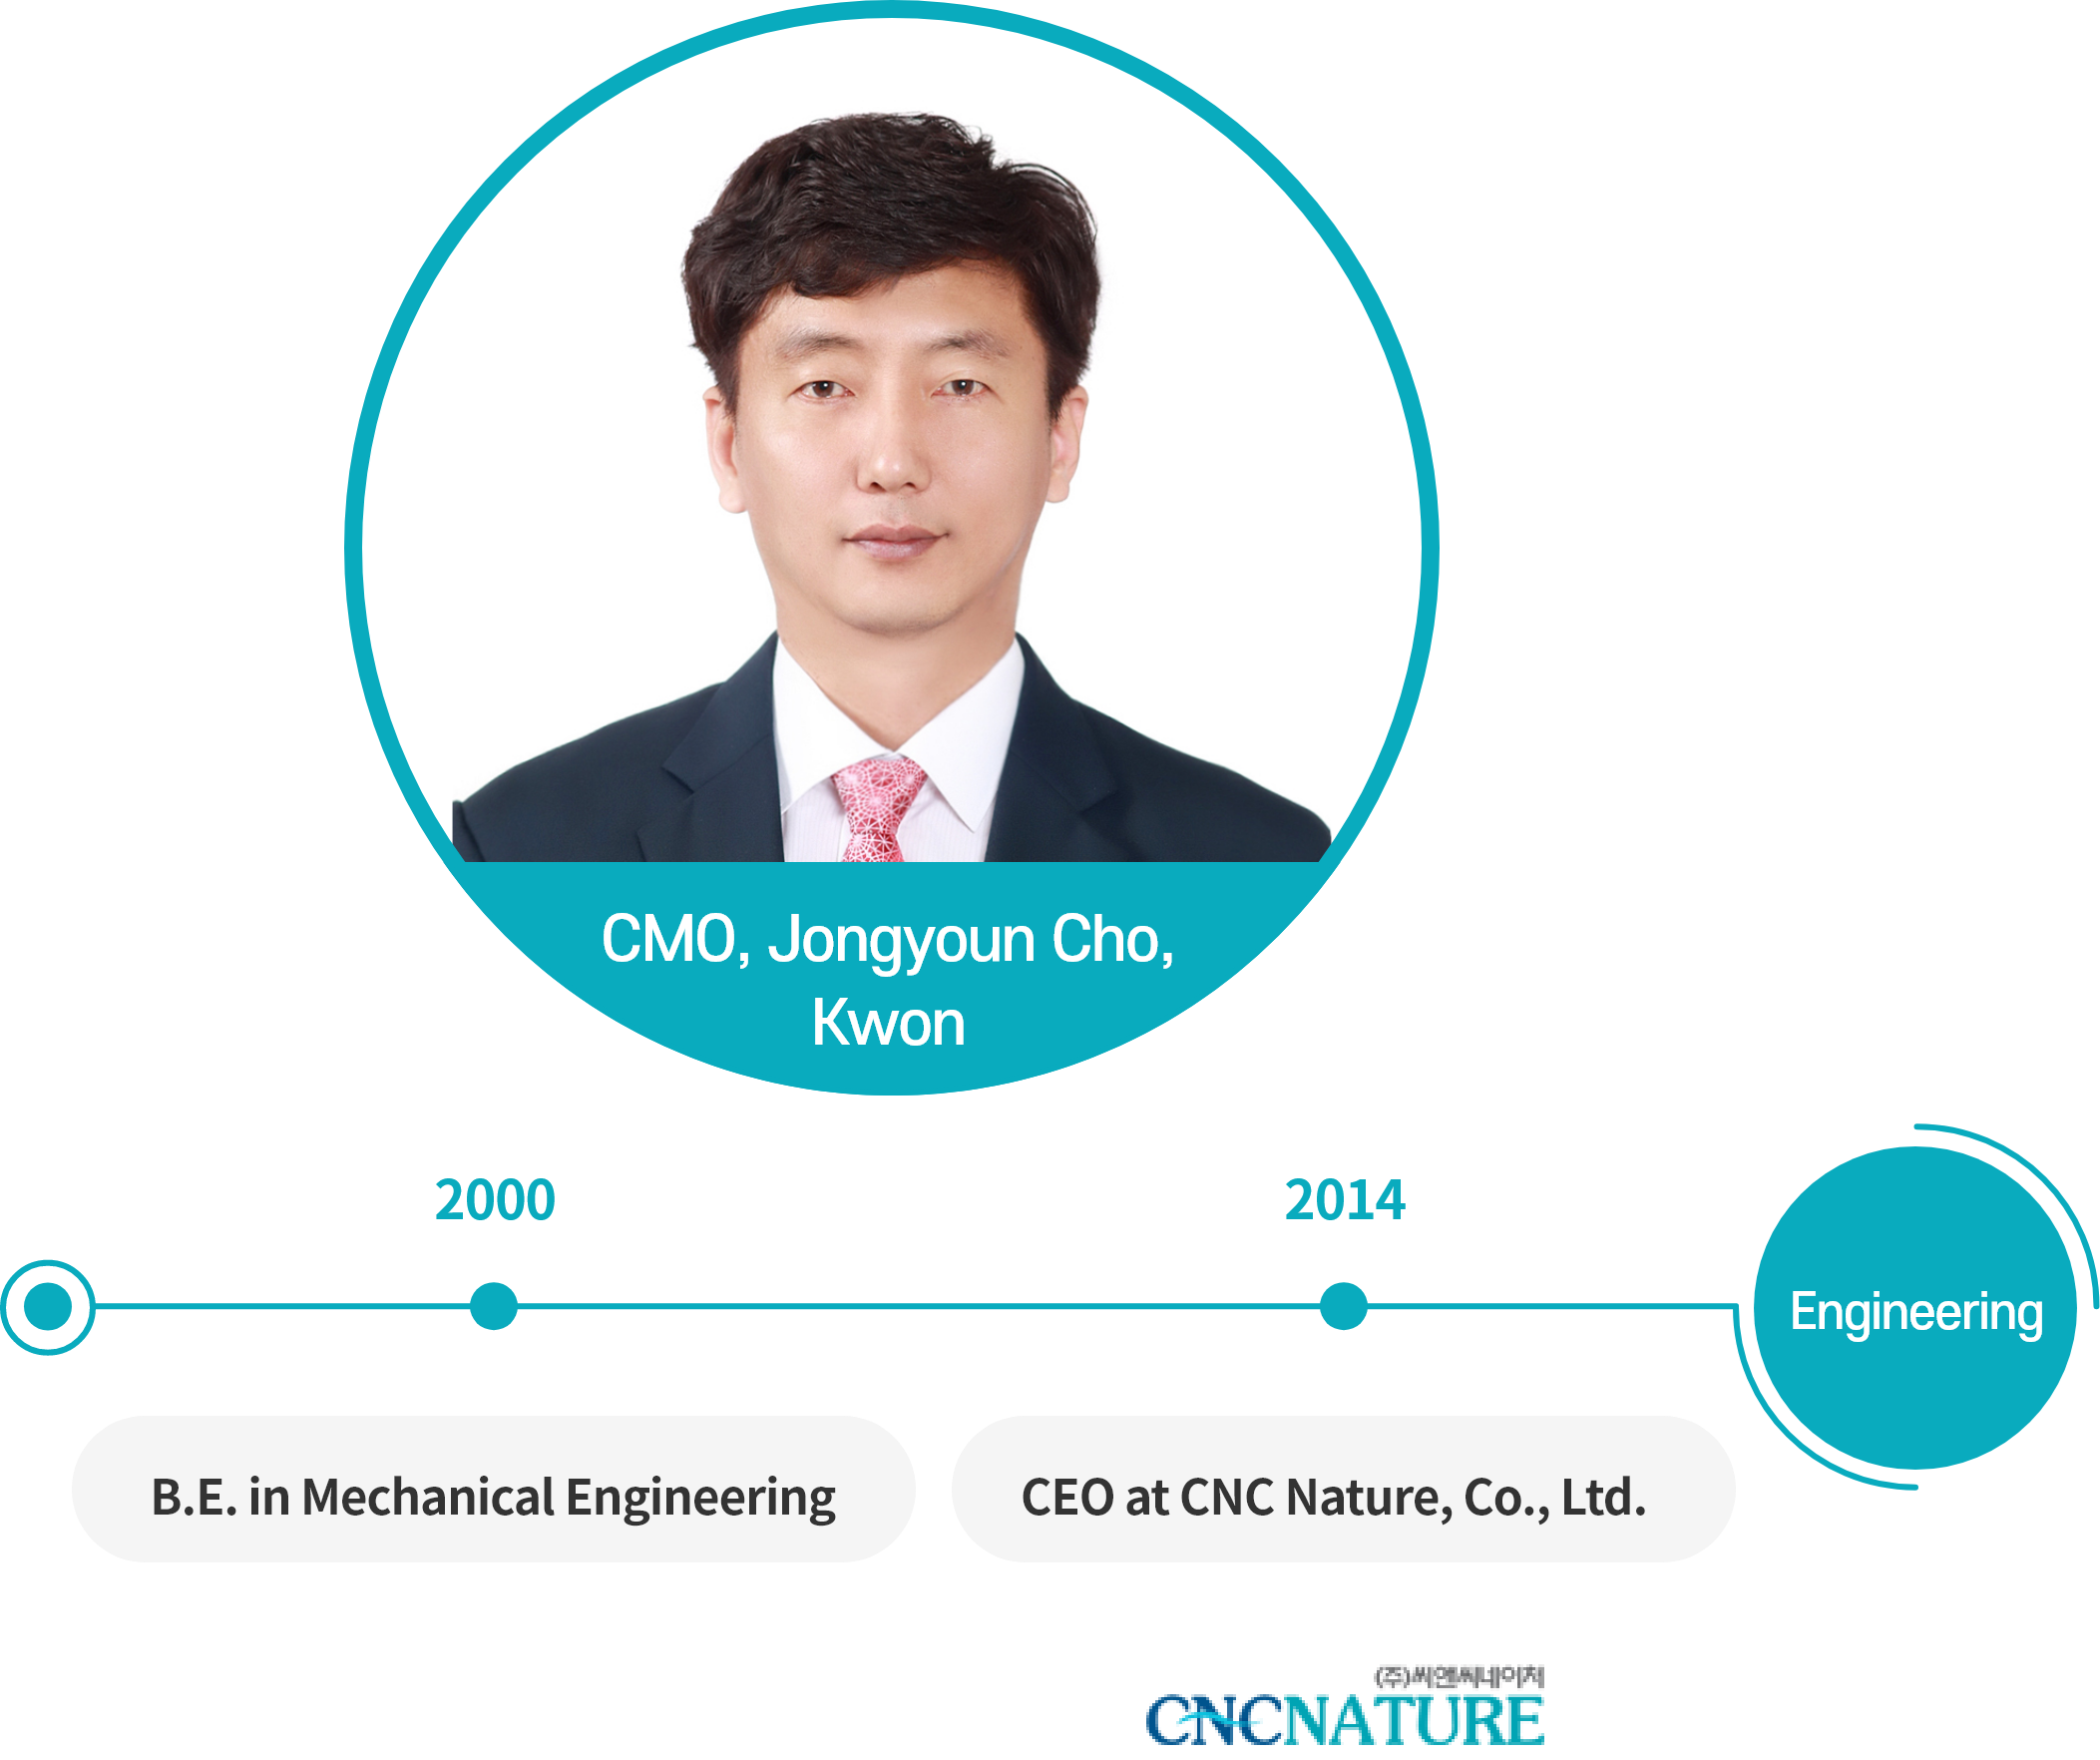 CMO, Jongyoun Cho,
Kwon
2000
2014
Engineering
B.E. in Mechanical Engineering
CEO at CNC Nature, Co., Ltd.
(주)씨앤씨네이처
CNCNATURE